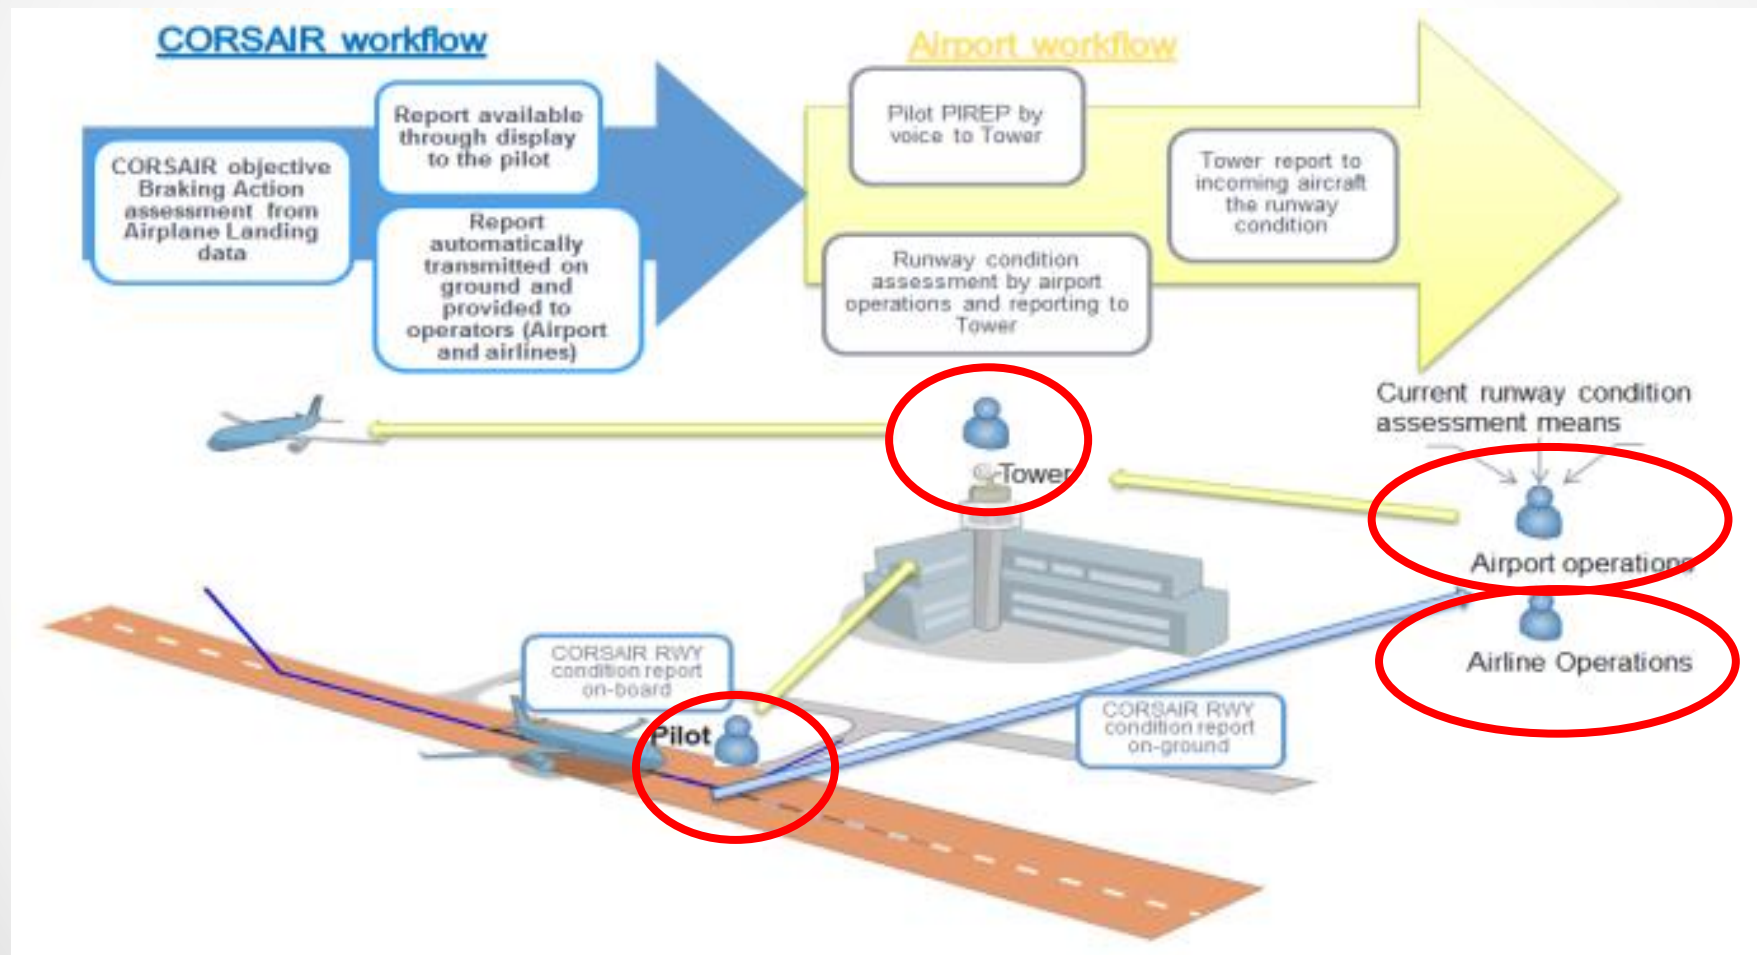 CORSAIR workflow
Airport workflow
CORSAIR objective
Braking Action
assessment from
Airplane Landing
data
Report available
through display
to the pilot
Report
automatically
transmitted on
ground and
provided to
operators (Airport
and airlines)
Pilot PIREP by
voice to Tower
Runway condition
assessment by airport
operations and reporting to
Tower
Tower report to
incoming aircraft
the runway
condition
Current runway condition
assessment means
Tower
Airport operations
Airline Operations
CORSAIR RWY
condition report
on-board
Pilot
CORSAIR RWY
condition report
on-ground